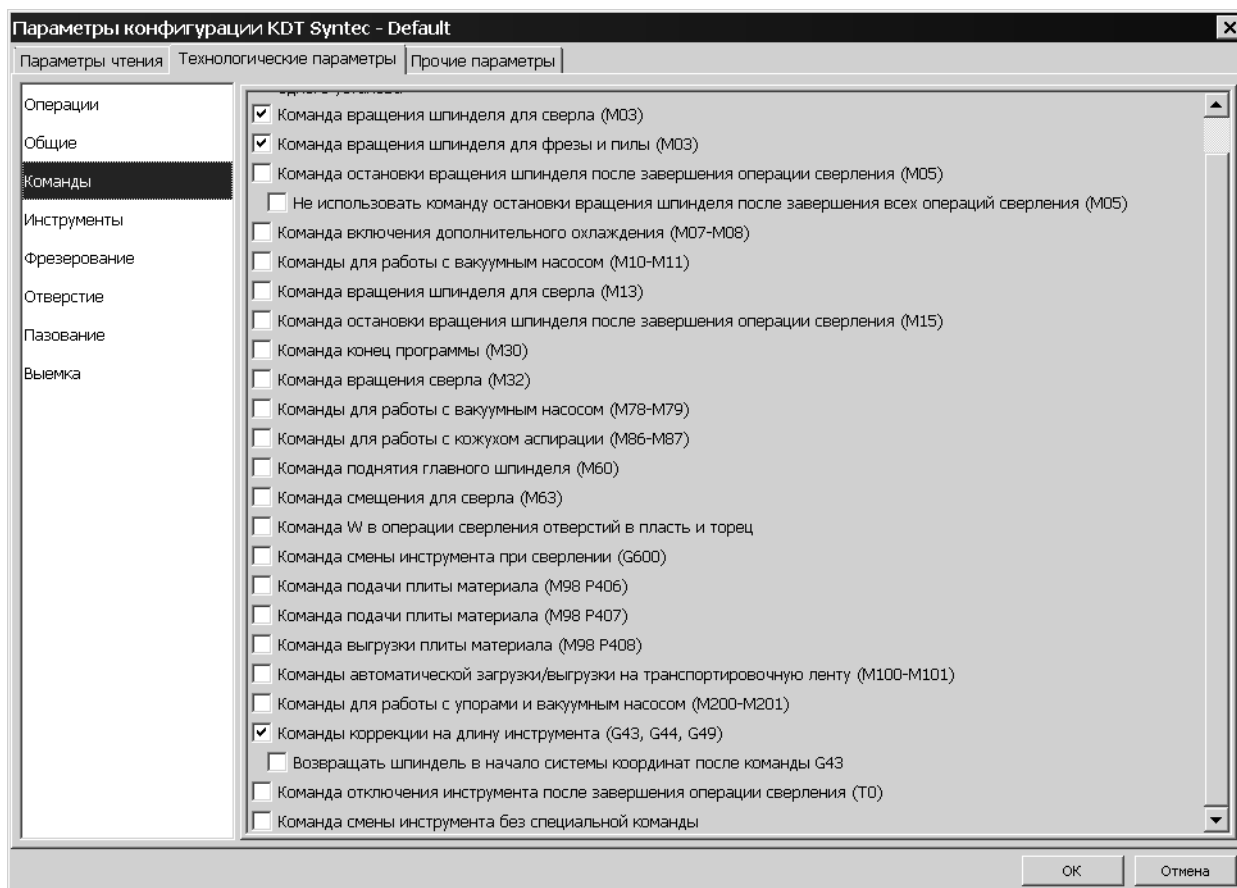 Параметры конфигурации KDT Syntec - Default
Параметры чтения
Технологические параметры
Прочие параметры
Операции
Общие
Команды
Инструменты
Фрезерование
Отверстие
Пазование
Выемка
Команда вращения шпинделя для сверла (M03)
Команда вращения шпинделя для фрезы и пилы (M03)
Команда остановки вращения шпинделя после завершения операции сверления (M05)
Не использовать команду остановки вращения шпинделя после завершения всех операций сверления (M05)
Команда включения дополнительного охлаждения (M07-M08)
Команды для работы с вакуумным насосом (M10-M11)
Команда вращения шпинделя для сверла (M13)
Команда остановки вращения шпинделя после завершения операции сверления (M15)
Команда конец программы (M30)
Команда вращения сверла (M32)
Команды для работы с вакуумным насосом (M78-M79)
Команды для работы с кожухом аспирации (M86-M87)
Команда поднятия главного шпинделя (M60)
Команда смещения для сверла (M63)
Команда W в операции сверления отверстий в пласть и торец
Команда смены инструмента при сверлении (G600)
Команда подачи плиты материала (M98 P406)
Команда подачи плиты материала (M98 P407)
Команда выгрузки плиты материала (M98 P408)
Команды автоматической загрузки/выгрузки на транспортировочную ленту (M100-M101)
Команды для работы с упорами и вакуумным насосом (M200-M201)
Команды коррекции на длину инструмента (G43, G44, G49)
Возвращать шпиндель в начало системы координат после команды G43
Команда отключения инструмента после завершения операции сверления (T0)
Команда смены инструмента без специальной команды
OK
Отмена